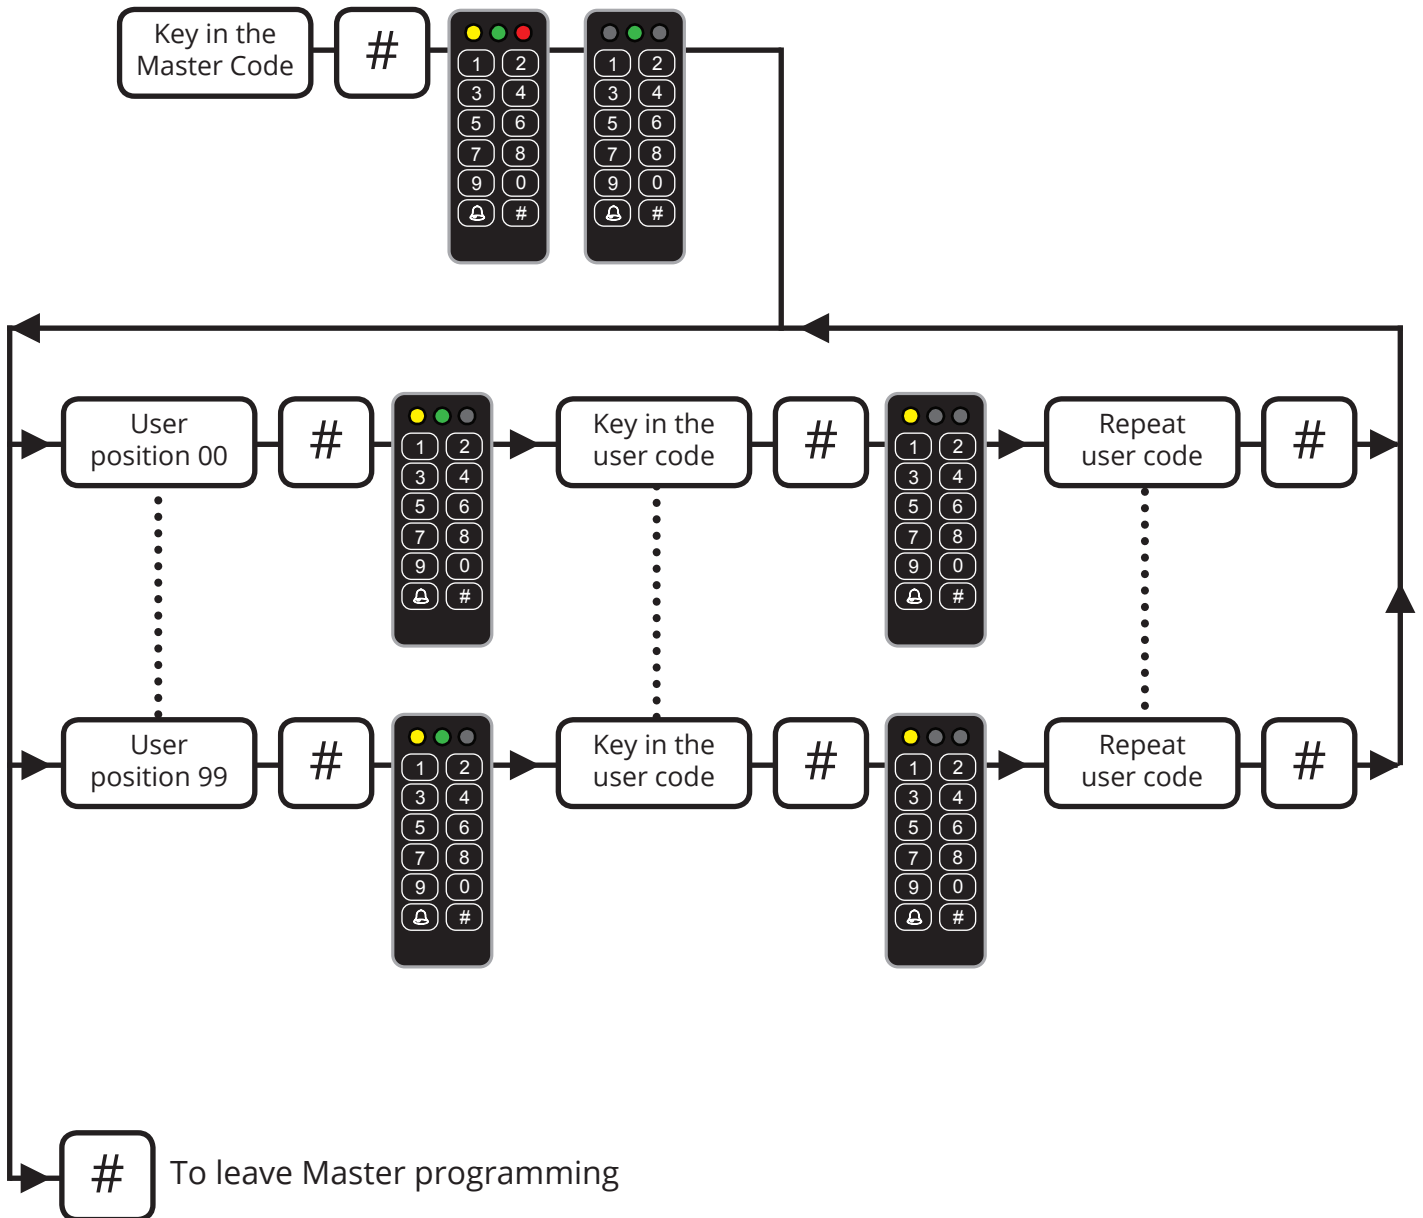 Key in the
Master Code
#
1 2
3 4
5 6
7 8
9 0
#
1 2
3 4
5 6
7 8
9 0
#
User
position 00
#
1 2
3 4
5 6
7 8
9 0
#
Key in the
user code
#
1 2
3 4
5 6
7 8
9 0
#
Repeat
user code
#
User
position 99
#
1 2
3 4
5 6
7 8
9 0
#
Key in the
user code
#
1 2
3 4
5 6
7 8
9 0
#
Repeat
user code
#
# To leave Master programming